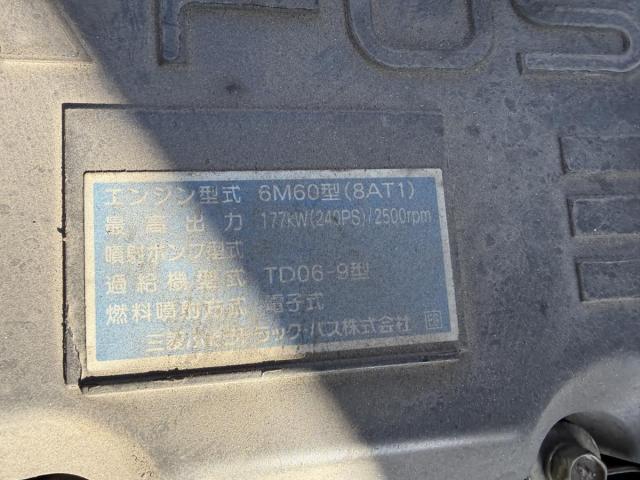 FUS
エンジン型式 6M60型(8AT1)
最高出力 177kW(240PS)/2500rpm
噴射ポンプ型式
過給機型式 TD06-9型
燃料噴射方式 電子式
三菱ふそうトラック・バス株式会社